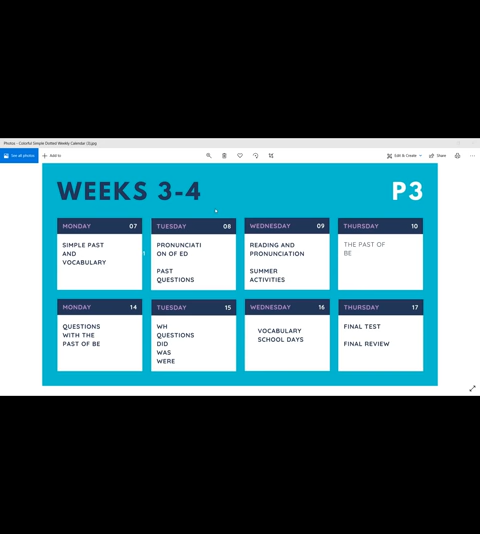 Photos - Colorful Simple Dotted Weekly Calendar (3).jpg
See all photos
Add to
Edit & Create
Share
WEEKS 3-4
P3
MONDAY 07
SIMPLE PAST
AND
VOCABULARY
TUESDAY 08
PRONUNCIATI
ON OF ED
PAST
QUESTIONS
WEDNESDAY 09
READING AND
PRONUNCIATION
SUMMER
ACTIVITIES
THURSDAY 10
THE PAST OF
BE
MONDAY 14
QUESTIONS
WITH THE
PAST OF BE
TUESDAY 15
WH
QUESTIONS
DID
WAS
WERE
WEDNESDAY 16
VOCABULARY
SCHOOL DAYS
THURSDAY 17
FINAL TEST
FINAL REVIEW